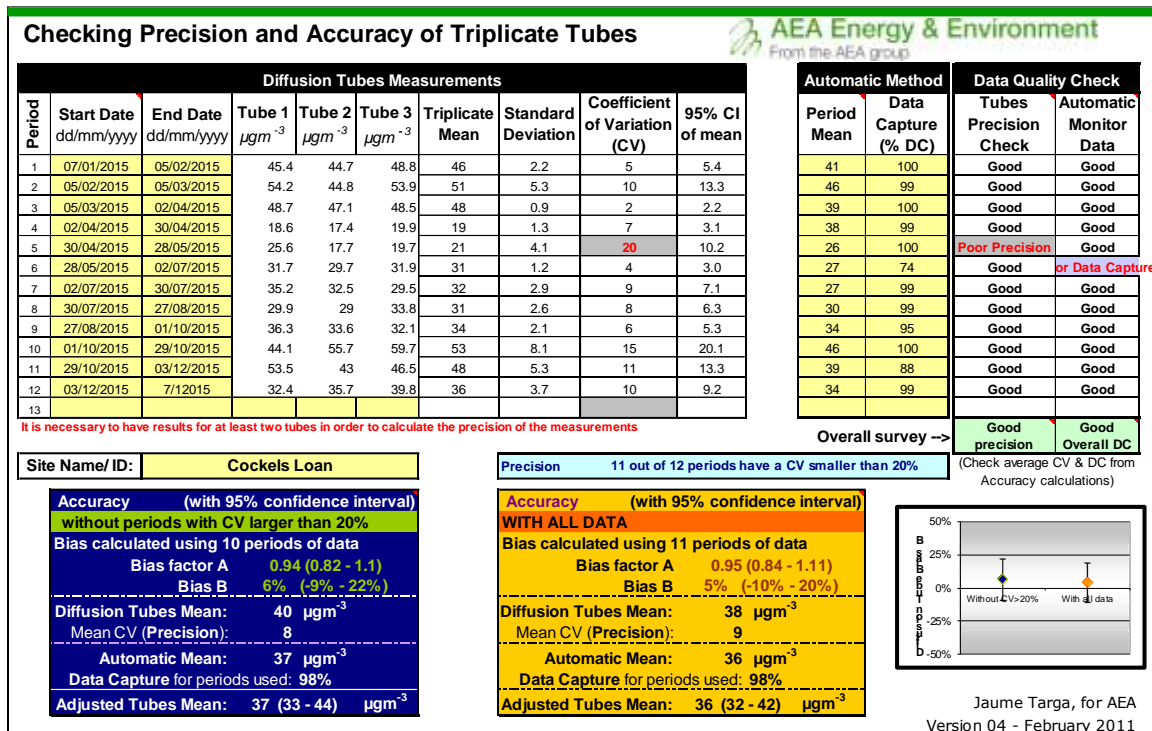 Checking Precision and Accuracy of Triplicate Tubes
AEA Energy & Environment
From the AEA group
Diffusion Tubes Measurements Automatic Method Data Quality Check
Period Start Date dd/mm/yyyy End Date dd/mm/yyyy Tube 1 µgm-3 Tube 2 µgm-3 Tube 3 µgm-3 Triplicate Mean Standard Deviation Coefficient of Variation (CV) 95% CI of mean Period Mean Data Capture (% DC) Tubes Precision Check Automatic Monitor Data
1 07/01/2015 05/02/2015 45.4 44.7 48.8 46 2.2 5 5.4 41 100 Good Good
2 05/02/2015 05/03/2015 54.2 44.8 53.9 51 5.3 10 13.3 46 99 Good Good
3 05/03/2015 02/04/2015 48.7 47.1 48.5 48 0.9 2 2.2 39 100 Good Good
4 02/04/2015 30/04/2015 18.6 17.4 19.9 19 1.3 7 3.1 38 99 Good Good
5 30/04/2015 28/05/2015 25.6 17.7 19.7 21 4.1 20 10.2 26 100 Poor Precision Good
6 28/05/2015 02/07/2015 31.7 29.7 31.9 31 1.2 4 3.0 27 74 Good or Data Capture
7 02/07/2015 30/07/2015 35.2 32.5 29.5 32 2.9 9 7.1 27 99 Good Good
8 30/07/2015 27/08/2015 29.9 29 33.8 31 2.6 8 6.3 30 99 Good Good
9 27/08/2015 01/10/2015 36.3 33.6 32.1 34 2.1 6 5.3 34 95 Good Good
10 01/10/2015 29/10/2015 44.1 55.7 59.7 53 8.1 15 20.1 46 100 Good Good
11 29/10/2015 03/12/2015 53.5 43 46.5 48 5.3 11 13.3 39 88 Good Good
12 03/12/2015 7/12015 32.4 35.7 39.8 36 3.7 10 9.2 34 99 Good Good
13
It is necessary to have results for at least two tubes in order to calculate the precision of the measurements
Overall survey --> Good precision Good Overall DC
Site Name/ ID: Cockels Loan
Precision 11 out of 12 periods have a CV smaller than 20%
(Check average CV & DC from Accuracy calculations)
Accuracy (with 95% confidence interval)
without periods with CV larger than 20%
Bias calculated using 10 periods of data
Bias factor A 0.94 (0.82 - 1.1)
Bias B 6% (-9% - 22%)
Diffusion Tubes Mean: 40 µgm-3
Mean CV (Precision): 8
Automatic Mean: 37 µgm-3
Data Capture for periods used: 98%
Adjusted Tubes Mean: 37 (33 - 44) µgm-3
Accuracy (with 95% confidence interval)
WITH ALL DATA
Bias calculated using 11 periods of data
Bias factor A 0.95 (0.84 - 1.11)
Bias B 5% (-10% - 20%)
Diffusion Tubes Mean: 38 µgm-3
Mean CV (Precision): 9
Automatic Mean: 36 µgm-3
Data Capture for periods used: 98%
Adjusted Tubes Mean: 36 (32 - 42) µgm-3
50%
25%
0%
-25%
-50%
Without CV>20% With all data
Jaume Targa, for AEA
Version 04 - February 2011